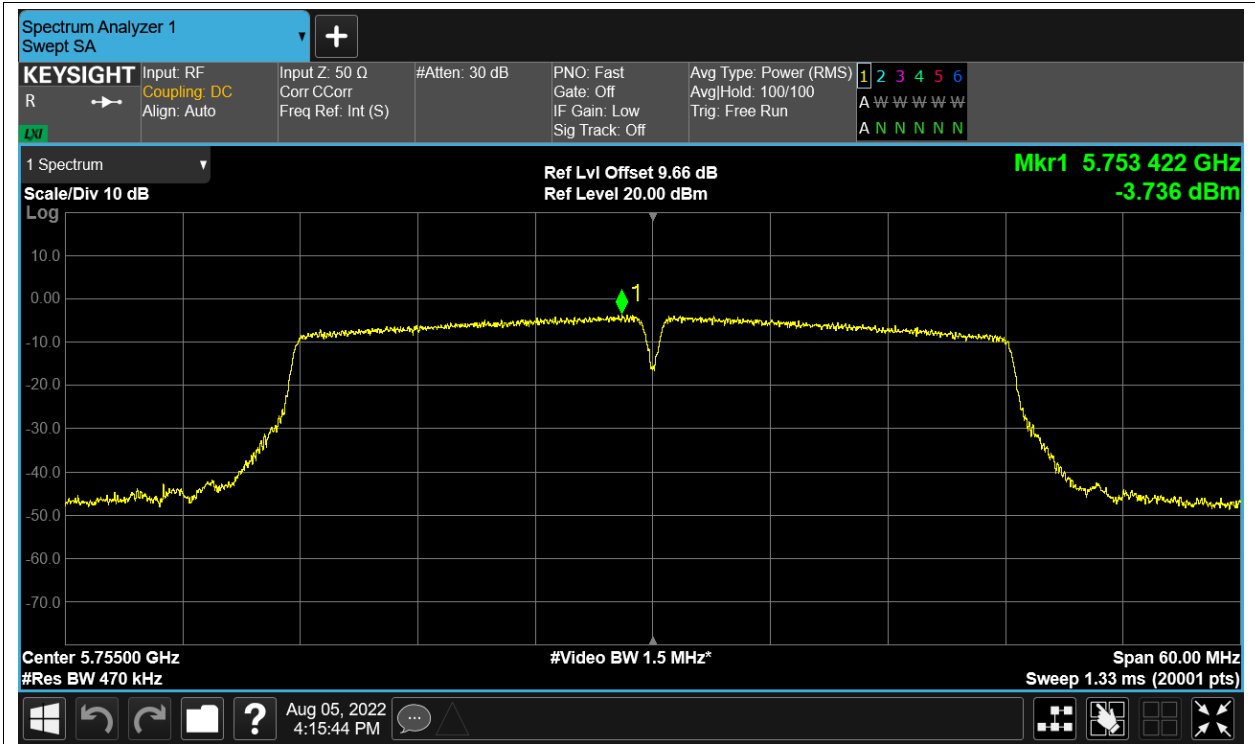 Spectrum Analyzer 1
Swept SA
+
KEYSIGHT
R
LXI
Input: RF
Coupling: DC
Align: Auto
Input Z: 50 Ω
Corr CCorr
Freq Ref: Int (S)
#Atten: 30 dB
PNO: Fast
Gate: Off
IF Gain: Low
Sig Track: Off
Avg Type: Power (RMS)
Avg|Hold: 100/100
Trig: Free Run
1 2 3 4 5 6
A W W W W W
A N N N N N
1 Spectrum
Scale/Div 10 dB
Ref Lvl Offset 9.66 dB
Ref Level 20.00 dBm
Mkr1 5.753 422 GHz
-3.736 dBm
Log
10.0
0.00
-10.0
-20.0
-30.0
-40.0
-50.0
-60.0
-70.0
1
Center 5.75500 GHz
#Res BW 470 kHz
#Video BW 1.5 MHz*
Span 60.00 MHz
Sweep 1.33 ms (20001 pts)
?
Aug 05, 2022
4:15:44 PM